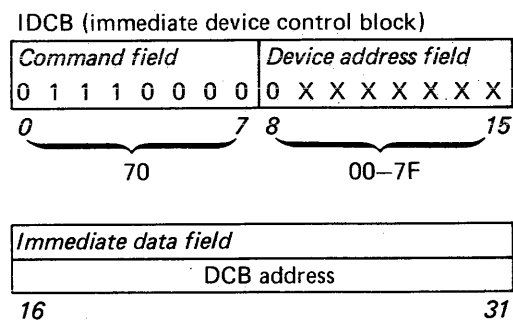 IDCB (immediate device control block)
Command field Device address field
0 1 1 1 0 0 0 0 0 X X X X X X X
0 7 8 15
70 00–7F
Immediate data field
DCB address
16 31